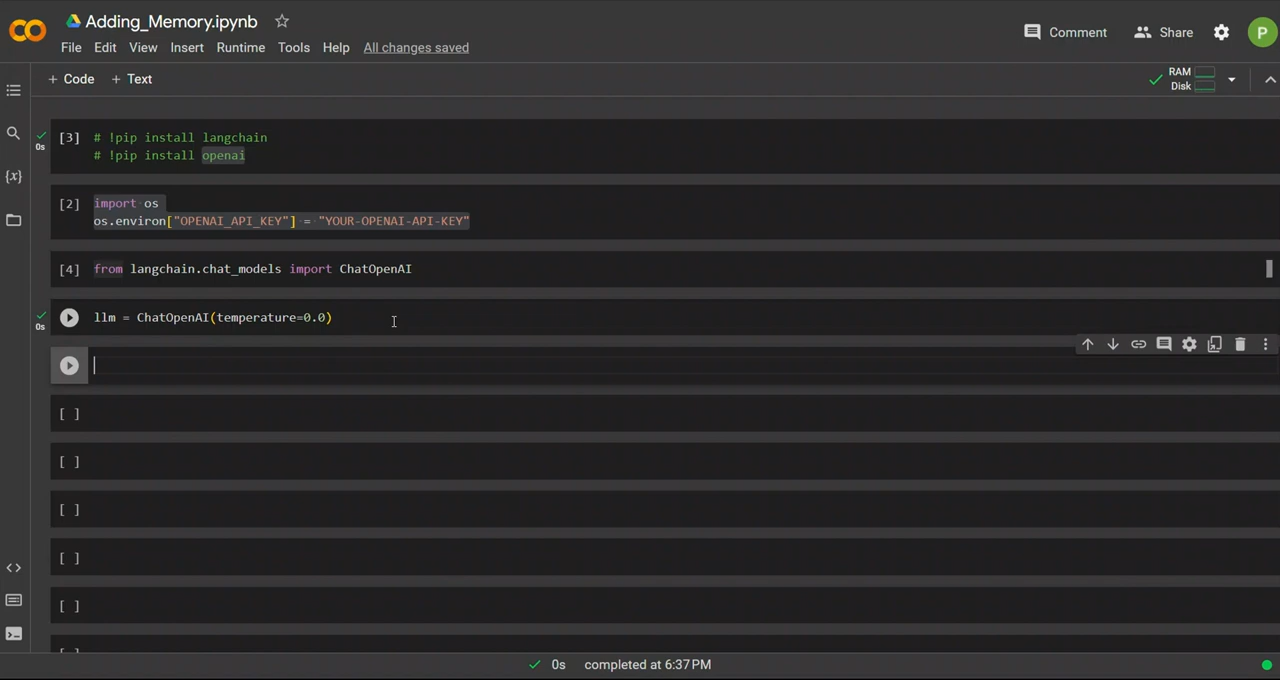 Adding_Memory.ipynb
File Edit View Insert Runtime Tools Help All changes saved
Comment Share P
+ Code + Text
RAM
Disk
[3] # !pip install langchain
0s # !pip install openai
[2] import os
os.environ["OPENAI_API_KEY"] = "YOUR-OPENAI-API-KEY"
[4] from langchain.chat_models import ChatOpenAI
llm = ChatOpenAI(temperature=0.0)
0s
[ ]
[ ]
[ ]
[ ]
[ ]
{x}
<>
0s completed at 6:37 PM